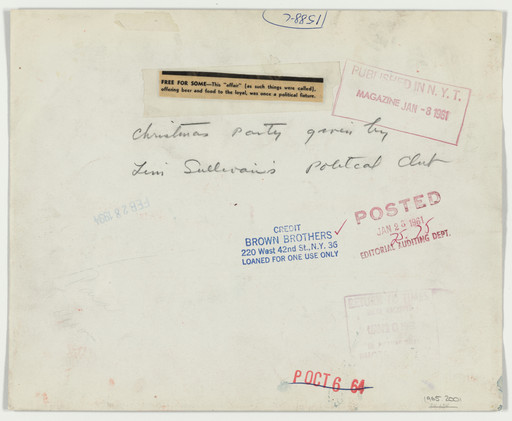 1588-C
FREE FOR SOME—This "affair" (as such things were called),
offering beer and food to the loyal, was once a political fixture.
PUBLISHED IN N.Y.T.
MAGAZINE JAN -8 1961
Christmas Party given by
Tim Sullivan's Political Club
FEB 28
POSTED
JAN 1961
EDITORIAL AUDITING DEPT.
CREDIT
BROWN BROTHERS
220 West 42nd St., N.Y. 36
LOANED FOR ONE USE ONLY
P OCT 6 64